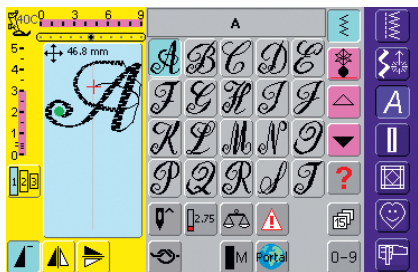 40C 0 3 6 9
A
5-
46.8 mm
4-
3-
2-
1-
0-
A B C D E
F G H I J
K L M N O
P Q R S T
A
?
1 2 3
2.75
15
M
Portal
0-9